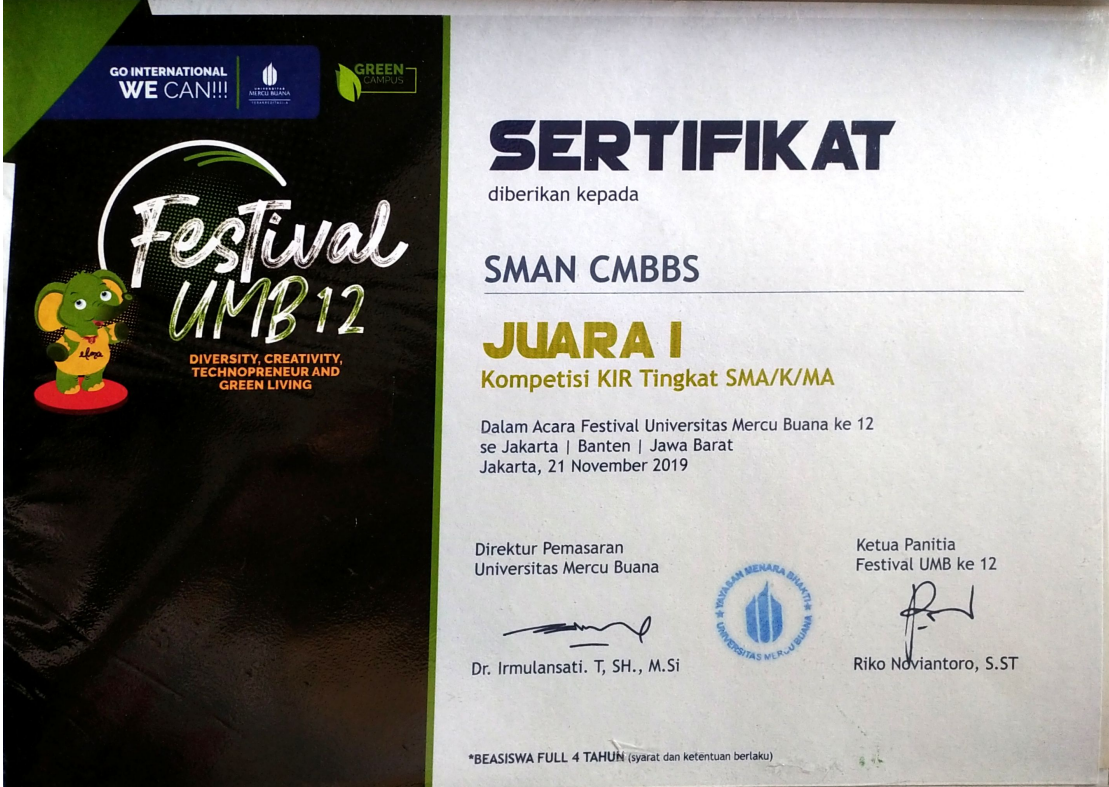 GO INTERNATIONAL
WE CAN!!!
UNIVERSITAS
MERCU BUANA
GREEN
CAMPUS
Festival
UMB 12
elma
DIVERSITY, CREATIVITY,
TECHNOPRENEUR AND
GREEN LIVING
SERTIFIKAT
diberikan kepada
SMAN CMBBS
JUARA I
Kompetisi KIR Tingkat SMA/K/MA
Dalam Acara Festival Universitas Mercu Buana ke 12
se Jakarta | Banten | Jawa Barat
Jakarta, 21 November 2019
Direktur Pemasaran
Universitas Mercu Buana
Dr. Irmulansati. T, SH., M.Si
YAYASAN MENARA BHAKTI
UNIVERSITAS MERCU BUANA
Ketua Panitia
Festival UMB ke 12
Riko Noviantoro, S.ST
*BEASISWA FULL 4 TAHUN (syarat dan ketentuan berlaku)